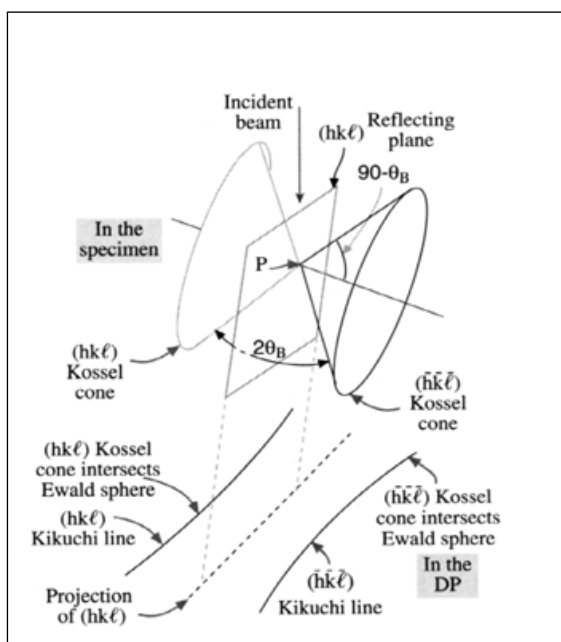 Incident
beam
(hkℓ)
Reflecting
plane
90-θB
In the
specimen
P
2θB
(hkℓ)
Kossel
cone
(h̅k̅ℓ̅)
Kossel
cone
(hkℓ) Kossel
cone intersects
Ewald sphere
(hkℓ)
Kikuchi line
(h̅k̅ℓ̅) Kossel
cone intersects
Ewald sphere
In the
DP
(h̅k̅ℓ̅)
Kikuchi line
Projection
of (hkℓ)